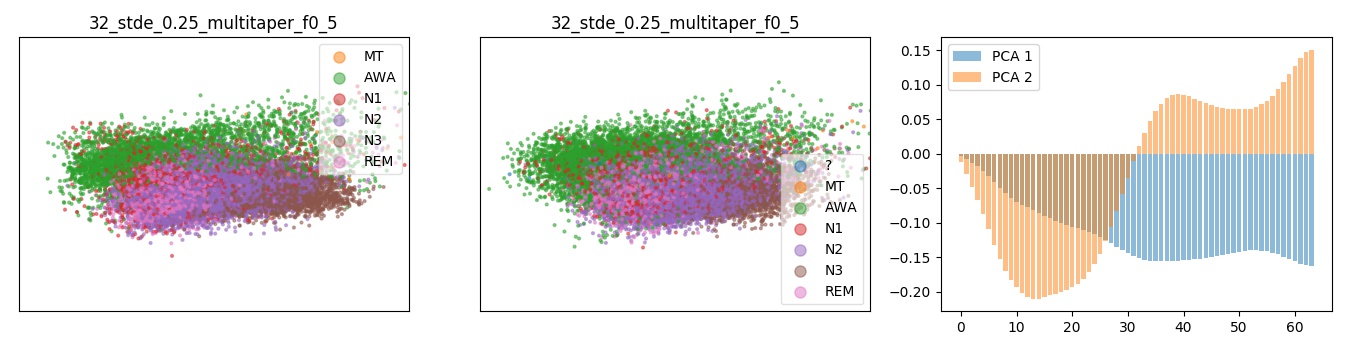 32_stde_0.25_multitaper_f0_5
MT
AWA
N1
N2
N3
REM
32_stde_0.25_multitaper_f0_5
?
MT
AWA
N1
N2
N3
REM
PCA 1
PCA 2
0.15
0.10
0.05
0.00
−0.05
−0.10
−0.15
−0.20
0 10 20 30 40 50 60